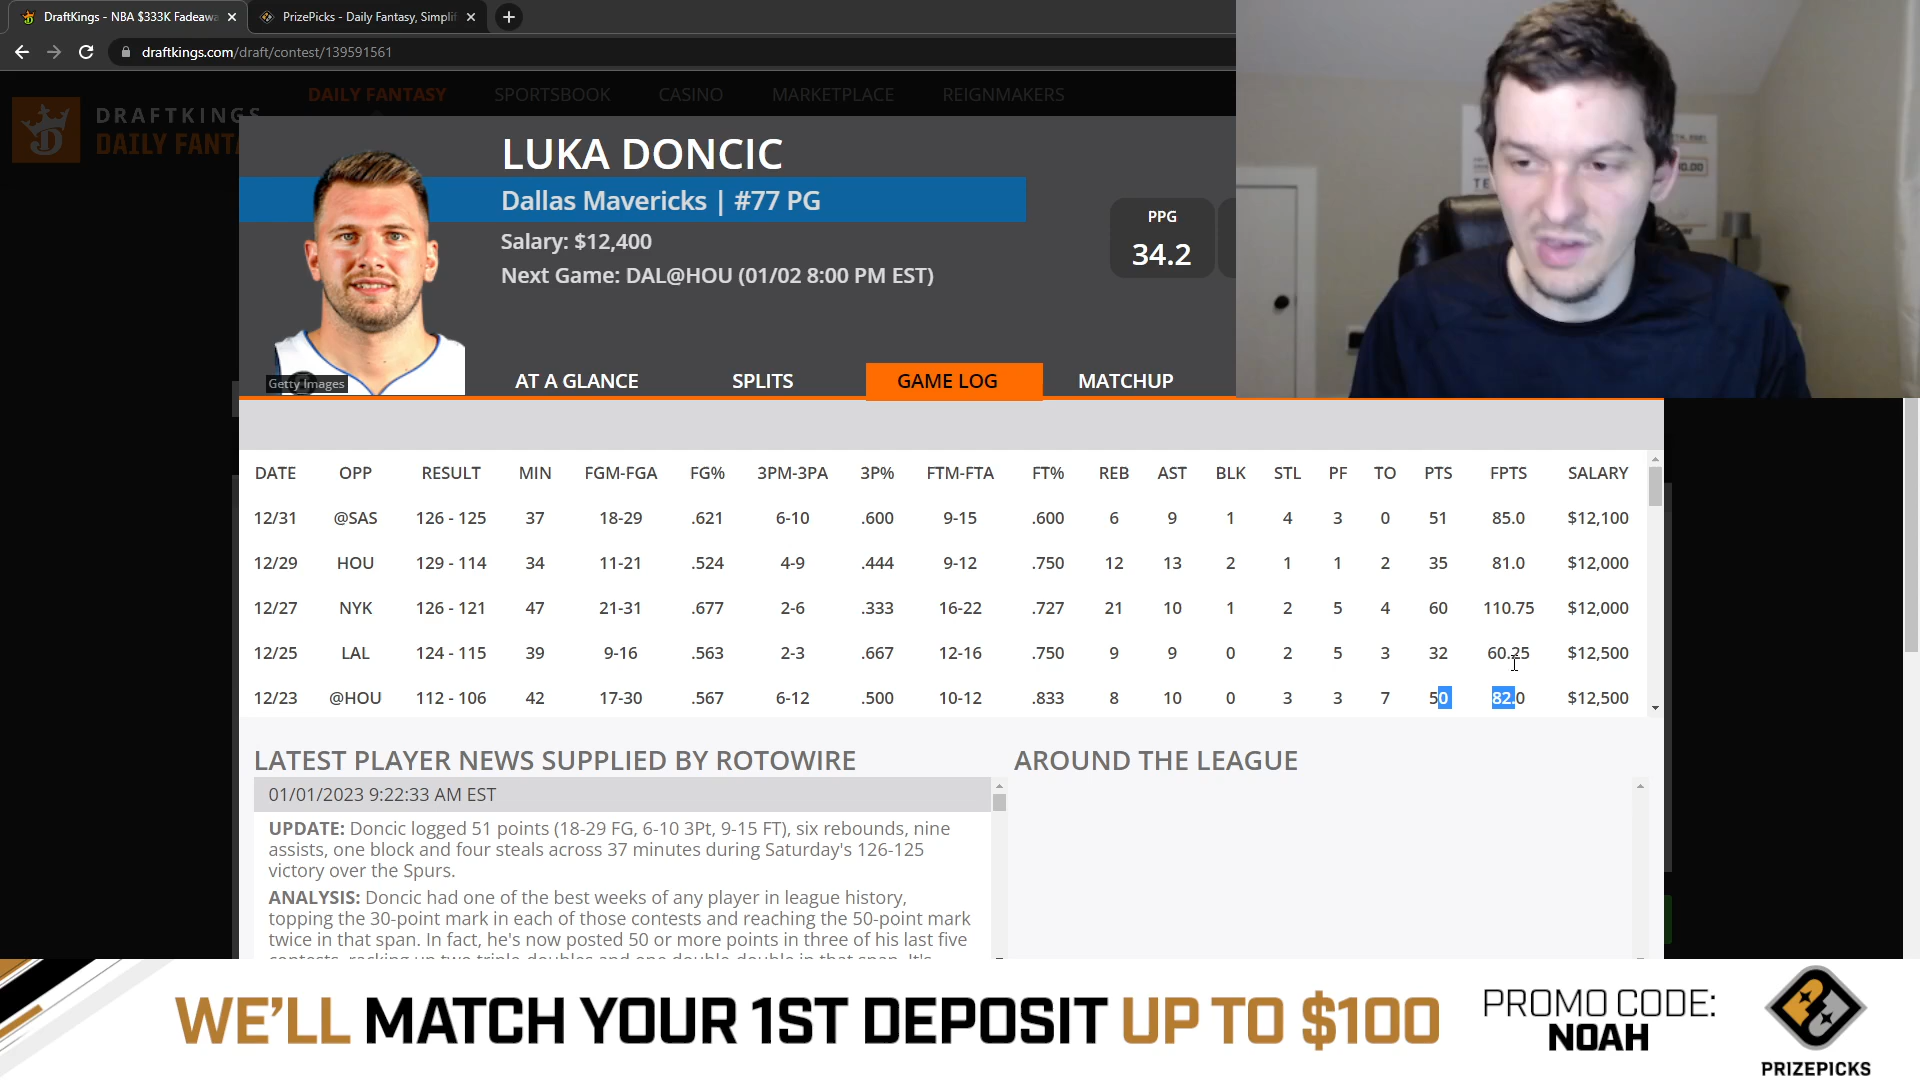 DraftKings - NBA $333K Fadeawa
PrizePicks - Daily Fantasy, Simplif
draftkings.com/draft/contest/139591561
DAILY FANTASY SPORTSBOOK CASINO MARKETPLACE REIGNMAKERS
DRAFTKINGS
DAILY FANTA
LUKA DONCIC
Dallas Mavericks | #77 PG
Salary: $12,400
Next Game: DAL@HOU (01/02 8:00 PM EST)
PPG
34.2
Getty Images
AT A GLANCE SPLITS GAME LOG MATCHUP
DATE OPP RESULT MIN FGM-FGA FG% 3PM-3PA 3P% FTM-FTA FT% REB AST BLK STL PF TO PTS FPTS SALARY
12/31 @SAS 126 - 125 37 18-29 .621 6-10 .600 9-15 .600 6 9 1 4 3 0 51 85.0 $12,100
12/29 HOU 129 - 114 34 11-21 .524 4-9 .444 9-12 .750 12 13 2 1 1 2 35 81.0 $12,000
12/27 NYK 126 - 121 47 21-31 .677 2-6 .333 16-22 .727 21 10 1 2 5 4 60 110.75 $12,000
12/25 LAL 124 - 115 39 9-16 .563 2-3 .667 12-16 .750 9 9 0 2 5 3 32 60.25 $12,500
12/23 @HOU 112 - 106 42 17-30 .567 6-12 .500 10-12 .833 8 10 0 3 3 7 50 82.0 $12,500
LATEST PLAYER NEWS SUPPLIED BY ROTOWIRE
01/01/2023 9:22:33 AM EST
UPDATE: Doncic logged 51 points (18-29 FG, 6-10 3Pt, 9-15 FT), six rebounds, nine
assists, one block and four steals across 37 minutes during Saturday's 126-125
victory over the Spurs.
ANALYSIS: Doncic had one of the best weeks of any player in league history,
topping the 30-point mark in each of those contests and reaching the 50-point mark
twice in that span. In fact, he's now posted 50 or more points in three of his last five
contests, racking up two triple-doubles and one double-double in that span. It's
AROUND THE LEAGUE
WE'LL MATCH YOUR 1ST DEPOSIT UP TO $100
PROMO CODE:
NOAH
PRIZEPICKS